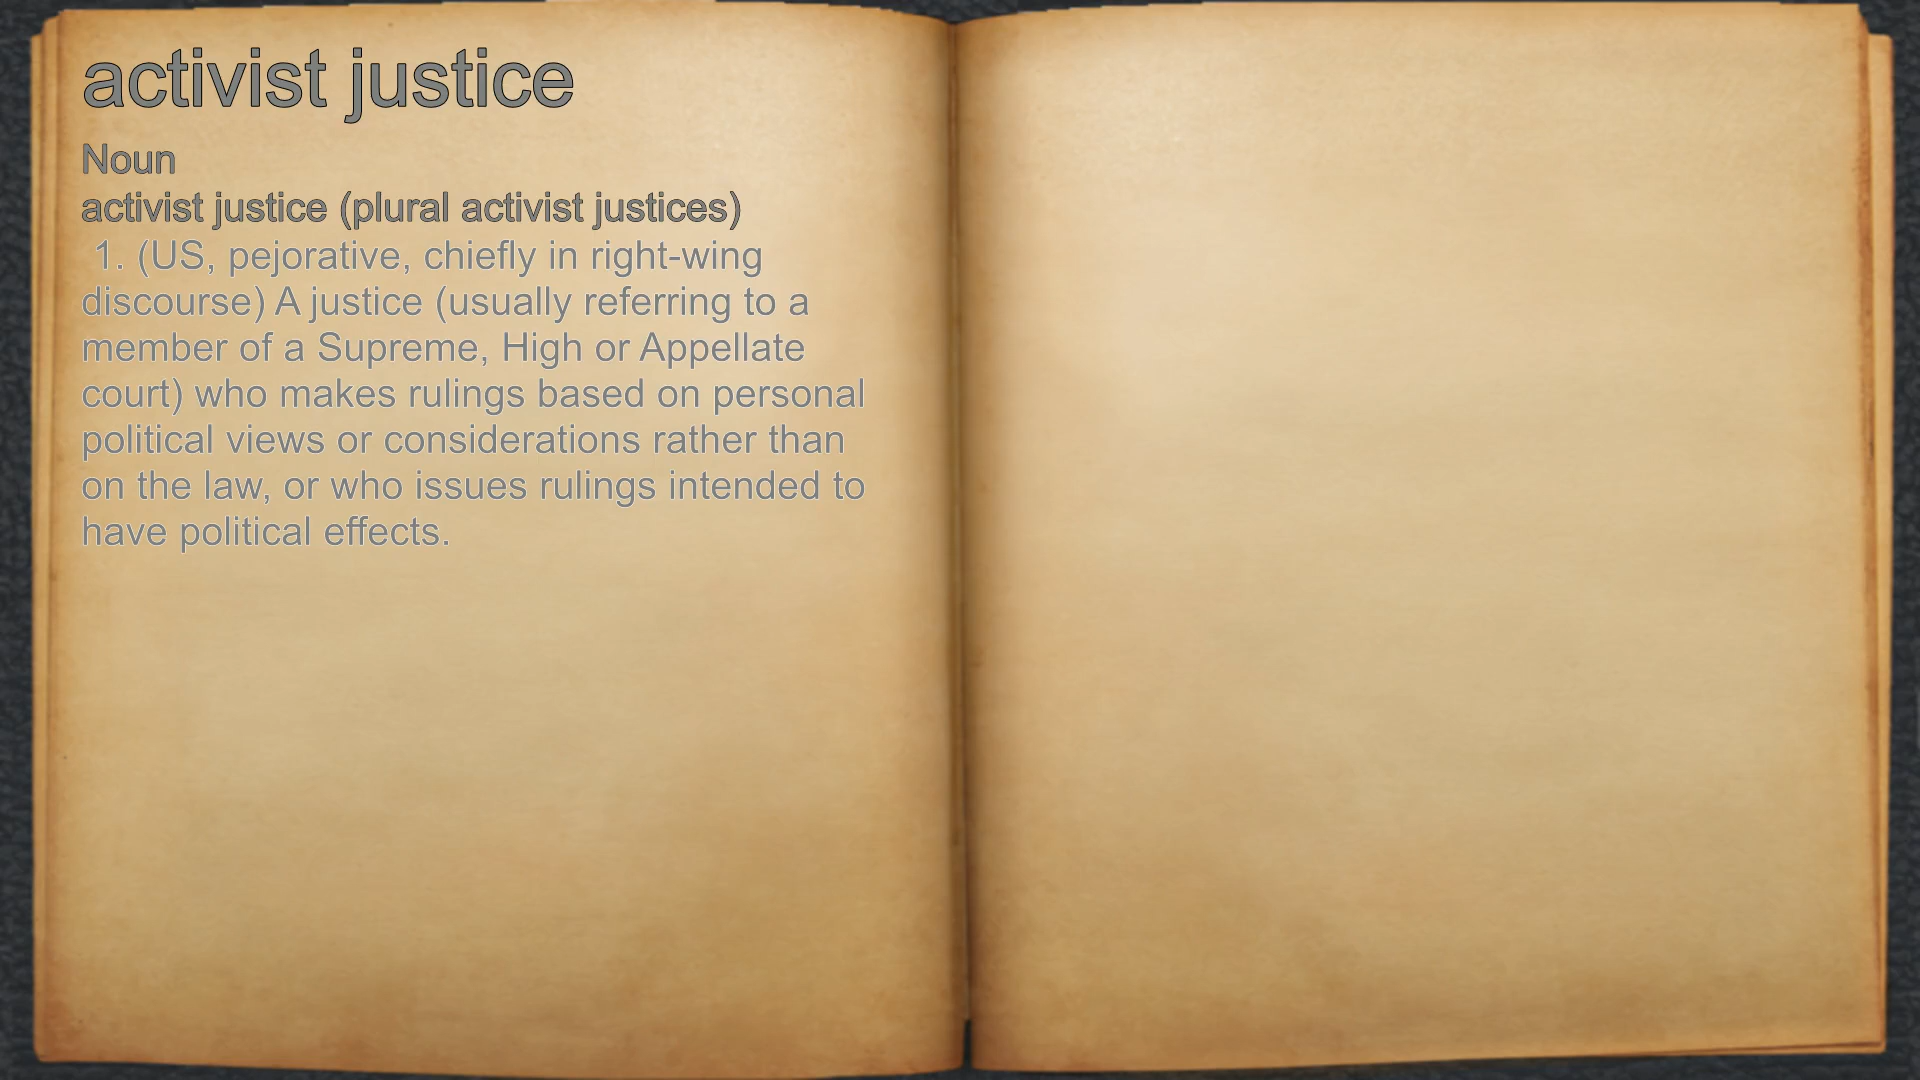 activist justice
Noun
activist justice (plural activist justices)
1. (US, pejorative, chiefly in right-wing
discourse) A justice (usually referring to a
member of a Supreme, High or Appellate
court) who makes rulings based on personal
political views or considerations rather than
on the law, or who issues rulings intended to
have political effects.